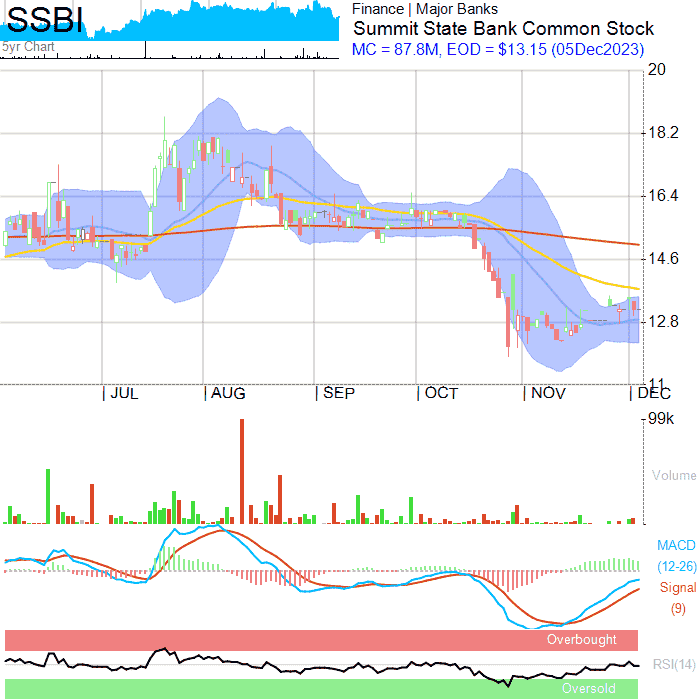 SSBI
5yr Chart
Finance | Major Banks
Summit State Bank Common Stock
MC = 87.8M, EOD = $13.15 (05Dec2023)
20
18.2
16.4
14.6
12.8
11
| JUL | AUG | SEP | OCT | NOV | DEC
99k
Volume
MACD
(12-26)
Signal
(9)
Overbought
RSI(14)
Oversold